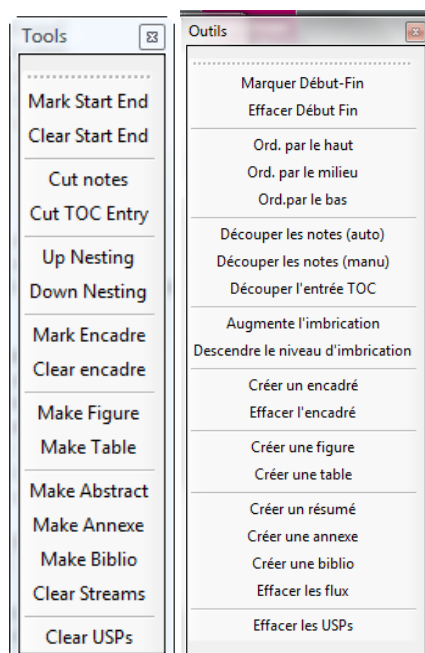 Tools
Mark Start End
Clear Start End
Cut notes
Cut TOC Entry
Up Nesting
Down Nesting
Mark Encadre
Clear encadre
Make Figure
Make Table
Make Abstract
Make Annexe
Make Biblio
Clear Streams
Clear USPs
Outils
Marquer Début-Fin
Effacer Début Fin
Ord. par le haut
Ord. par le milieu
Ord.par le bas
Découper les notes (auto)
Découper les notes (manu)
Découper l'entrée TOC
Augmente l'imbrication
Descendre le niveau d'imbrication
Créer un encadré
Effacer l'encadré
Créer une figure
Créer une table
Créer un résumé
Créer une annexe
Créer une biblio
Effacer les flux
Effacer les USPs